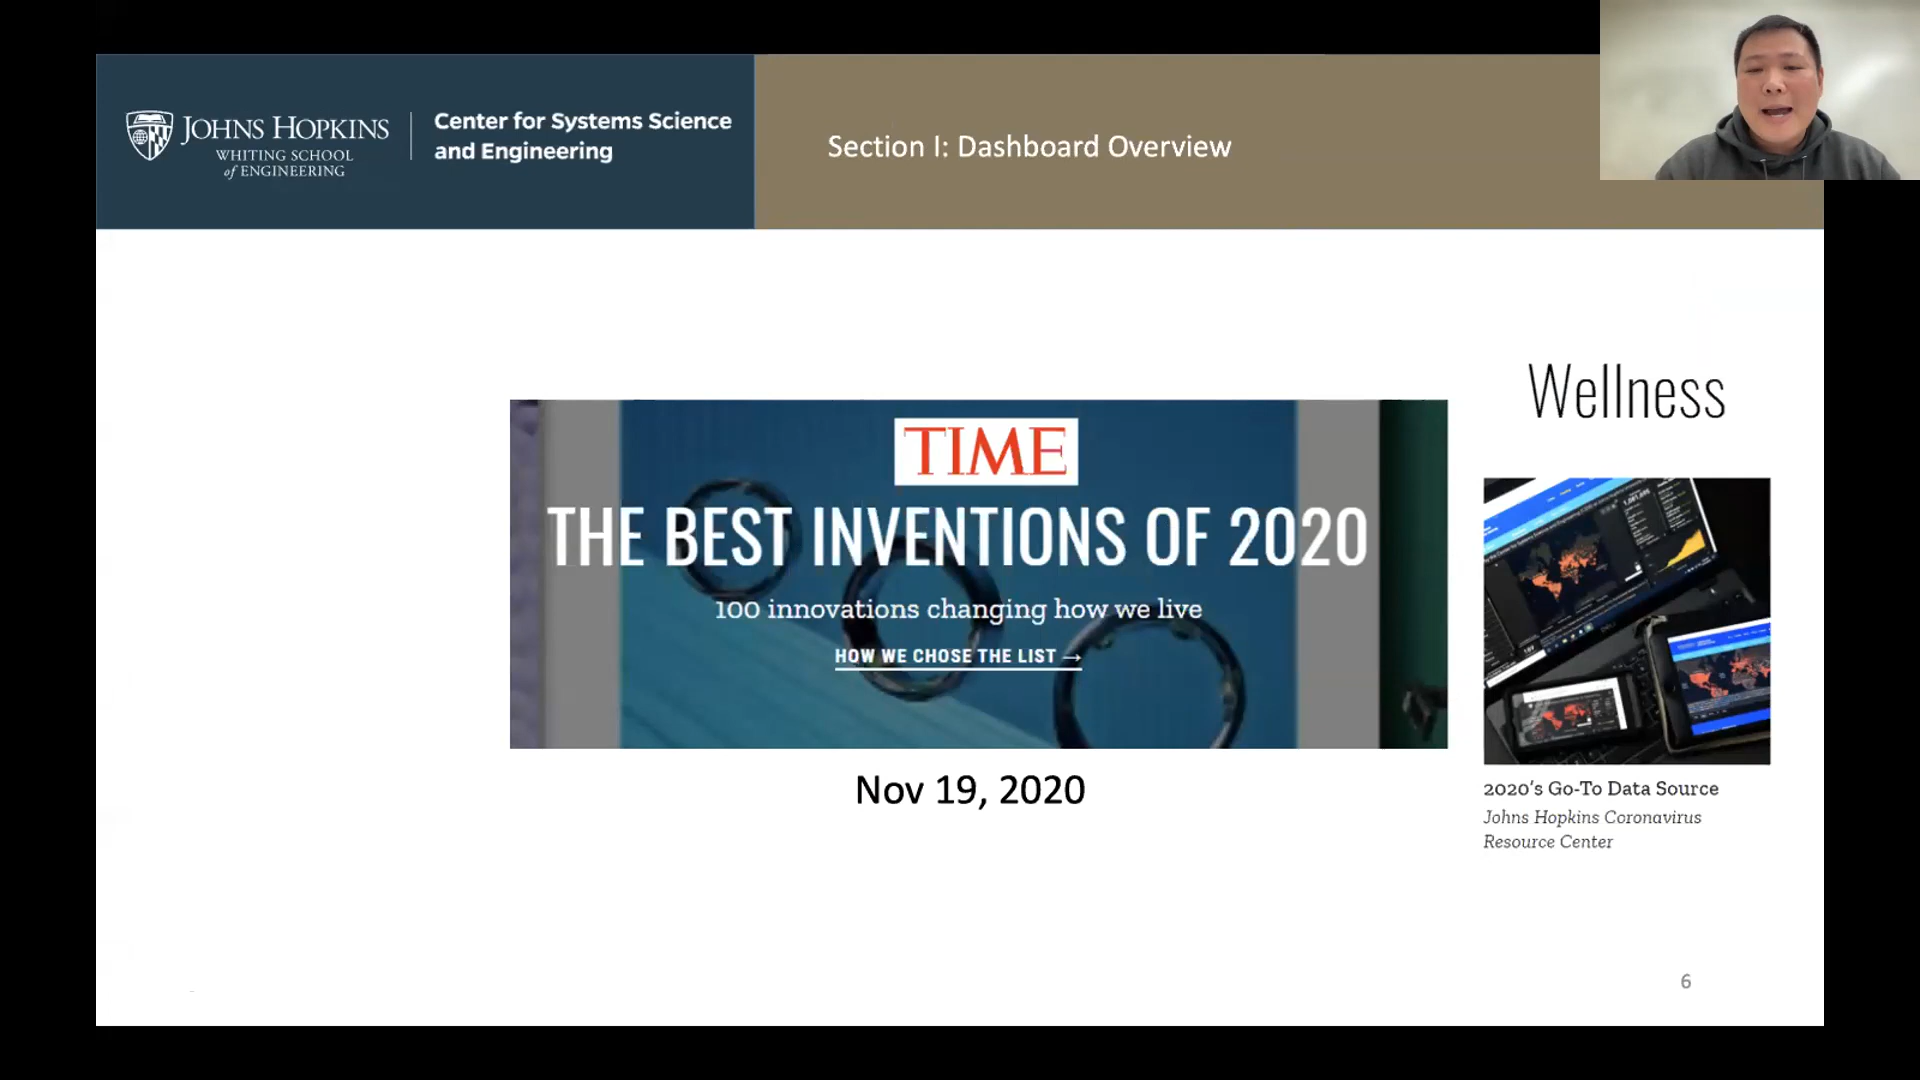 JOHNS HOPKINS
WHITING SCHOOL
of ENGINEERING
Center for Systems Science
and Engineering
Section I: Dashboard Overview
Wellness
TIME
THE BEST INVENTIONS OF 2020
100 innovations changing how we live
HOW WE CHOSE THE LIST →
Nov 19, 2020
2020's Go-To Data Source
Johns Hopkins Coronavirus
Resource Center
6